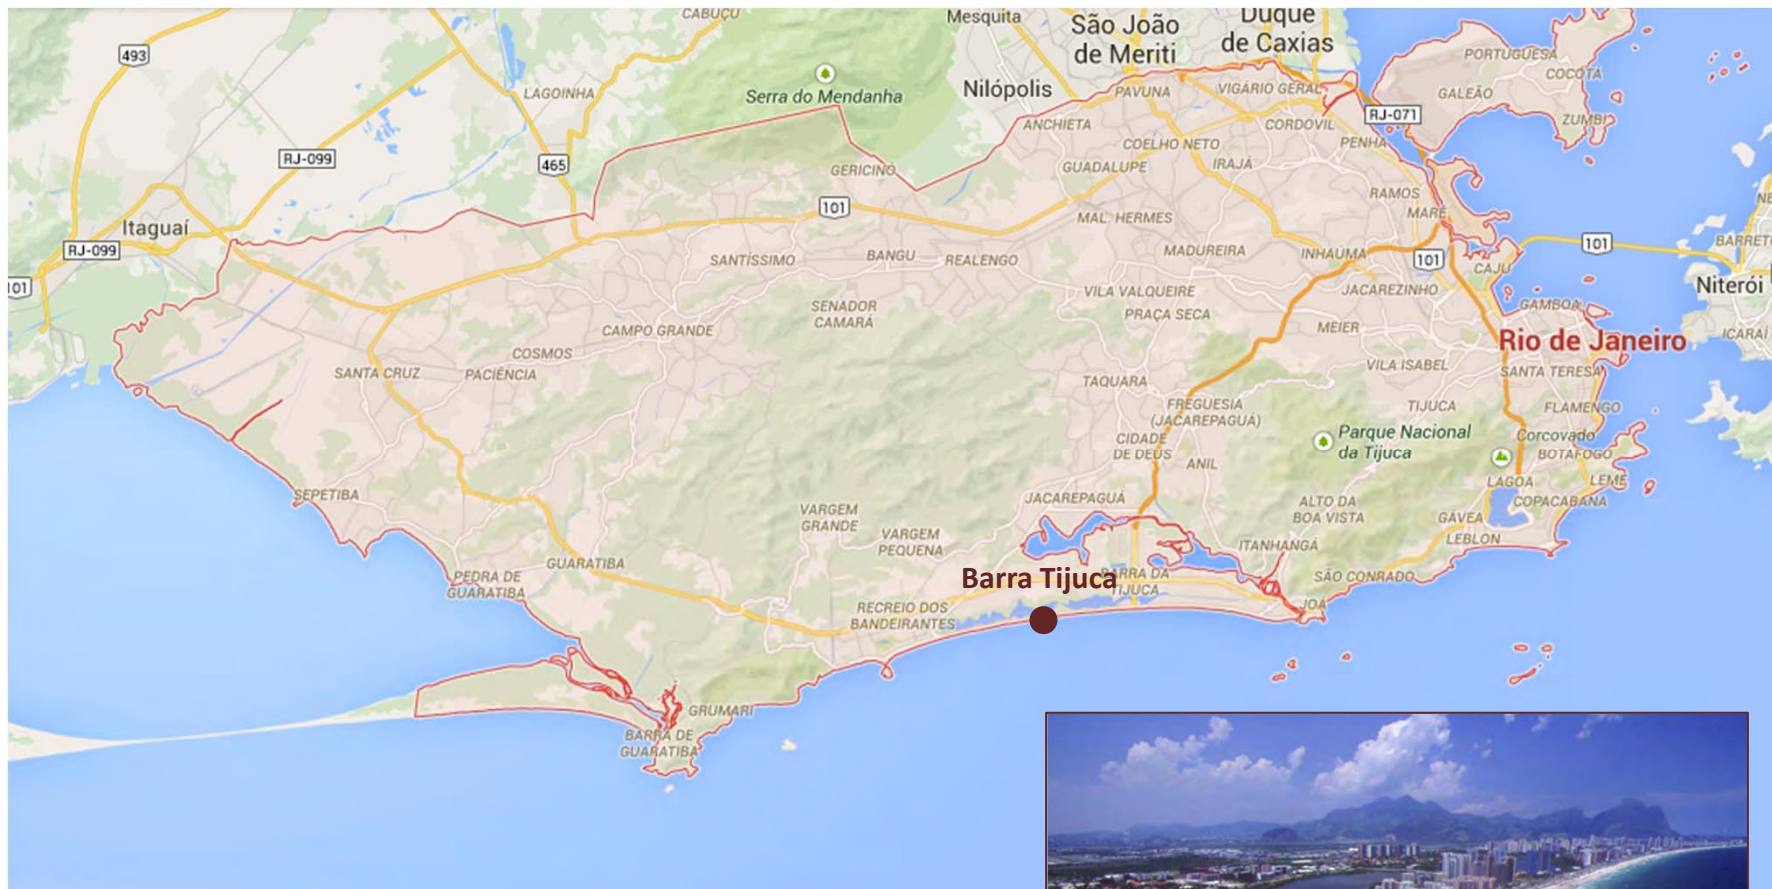 CABUÇU
Mesquita
São João
de Meriti
Duque
de Caxias
493
LAGOINHA
Serra do Mendanha
Nilópolis
PAVUNA
VIGÁRIO GERAL
PORTUGUESA
COCOTÁ
GALEÃO
RJ-071
ZUMBI
ANCHIETA
CORDOVIL
RJ-099
465
GERICINÓ
COELHO NETO
PENHA
GUADALUPE
IRAJÁ
RAMOS
MARÉ
101
Itaguaí
MAL. HERMES
RJ-099
SANTÍSSIMO
BANGU
REALENGO
MADUREIRA
INHAÚMA
101
CAJU
101
BARRETO
NE
Niterói
101
VILA VALQUEIRE
JACAREZINHO
GAMBOA
SENADOR
CAMARÁ
PRAÇA SECA
CAMPO GRANDE
MEIER
Rio de Janeiro
ICARAÍ
COSMOS
SANTA CRUZ
PACIÊNCIA
VILA ISABEL
SANTA TERESA
TAQUARA
FREGUESIA
(JACAREPAGUÁ)
TIJUCA
FLAMENGO
CIDADE
DE DEUS
Parque Nacional
da Tijuca
Corcovado
BOTAFOGO
ANIL
LAGOA
LEME
SEPETIBA
JACAREPAGUÁ
ALTO DA
BOA VISTA
COPACABANA
VARGEM
GRANDE
GÁVEA
LEBLON
VARGEM
PEQUENA
ITANHANGÁ
GUARATIBA
PEDRA DE
GUARATIBA
Barra Tijuca
BARRA DA
TIJUCA
SÃO CONRADO
RECREIO DOS
BANDEIRANTES
JOÁ
GRUMARI
BARRA DE
GUARATIBA